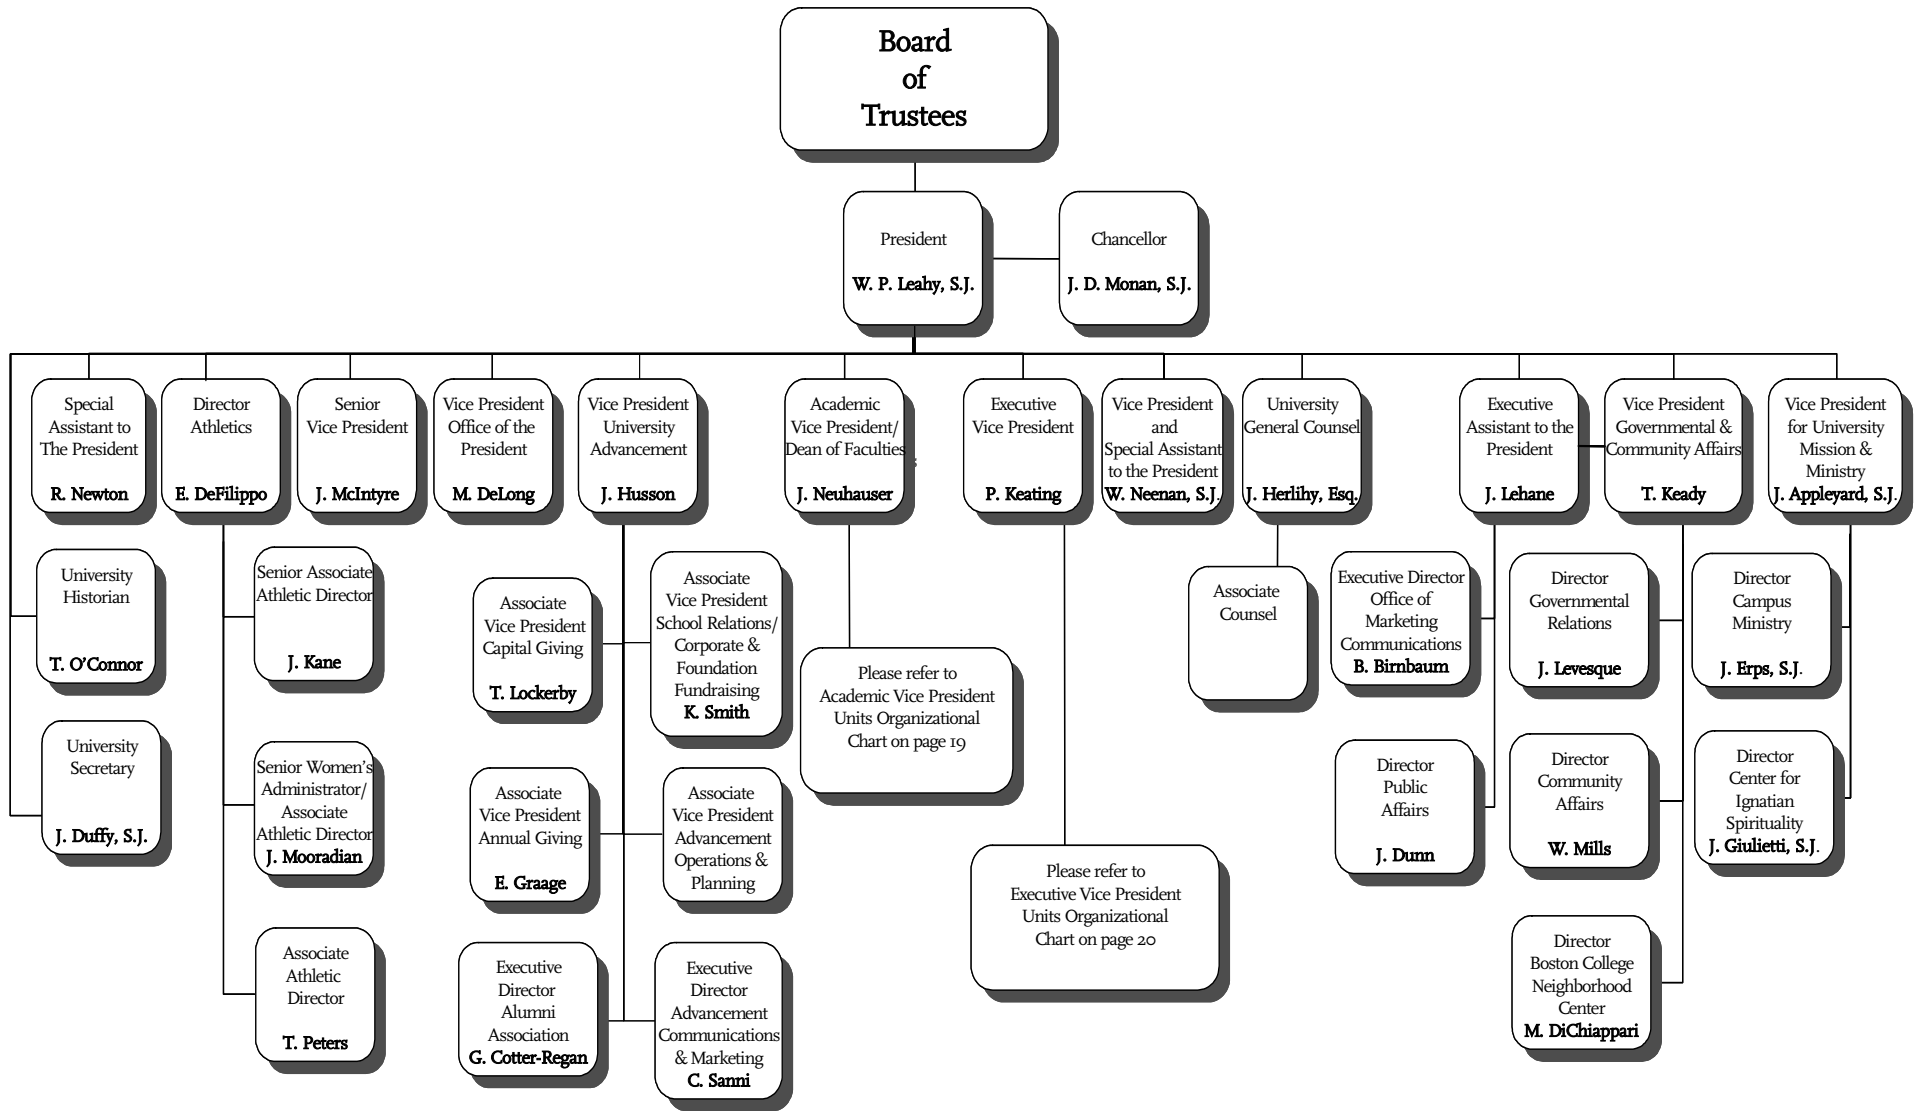 Board
of
Trustees
President
W. P. Leahy, S.J.
Chancellor
J. D. Monan, S.J.
Special
Assistant to
The President
R. Newton
Director
Athletics
E. DeFilippo
Senior
Vice President
J. McIntyre
Vice President
Office of the
President
M. DeLong
Vice President
University
Advancement
J. Husson
Academic
Vice President/
Dean of Faculties
J. Neuhauser
Executive
Vice President
P. Keating
Vice President
and
Special Assistant
to the President
W. Neenan, S.J.
University
General Counsel
J. Herlihy, Esq.
Executive
Assistant to the
President
J. Lehane
Vice President
Governmental &
Community Affairs
T. Keady
Vice President
for University
Mission &
Ministry
J. Appleyard, S.J.
University
Historian
T. O'Connor
Senior Associate
Athletic Director
J. Kane
Associate
Vice President
Capital Giving
T. Lockerby
Associate
Vice President
School Relations/
Corporate &
Foundation
Fundraising
K. Smith
Please refer to
Academic Vice President
Units Organizational
Chart on page 19
Associate
Counsel
Executive Director
Office of
Marketing
Communications
B. Birnbaum
Director
Governmental
Relations
J. Levesque
Director
Campus
Ministry
J. Erps, S.J.
University
Secretary
J. Duffy, S.J.
Senior Women's
Administrator/
Associate
Athletic Director
J. Mooradian
Associate
Vice President
Annual Giving
E. Graage
Associate
Vice President
Advancement
Operations &
Planning
Please refer to
Executive Vice President
Units Organizational
Chart on page 20
Director
Public
Affairs
J. Dunn
Director
Community
Affairs
W. Mills
Director
Center for
Ignatian
Spirituality
J. Giulietti, S.J.
Associate
Athletic
Director
T. Peters
Executive
Director
Alumni
Association
G. Cotter-Regan
Executive
Director
Advancement
Communications
& Marketing
C. Sanni
Director
Boston College
Neighborhood
Center
M. DiChiappari